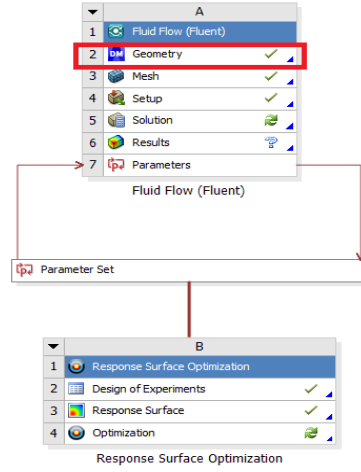 A
1 Fluid Flow (Fluent)
2 DM Geometry
3 Mesh
4 Setup
5 Solution
6 Results
7 Parameters
Fluid Flow (Fluent)
Parameter Set
B
1 Response Surface Optimization
2 Design of Experiments
3 Response Surface
4 Optimization
Response Surface Optimization